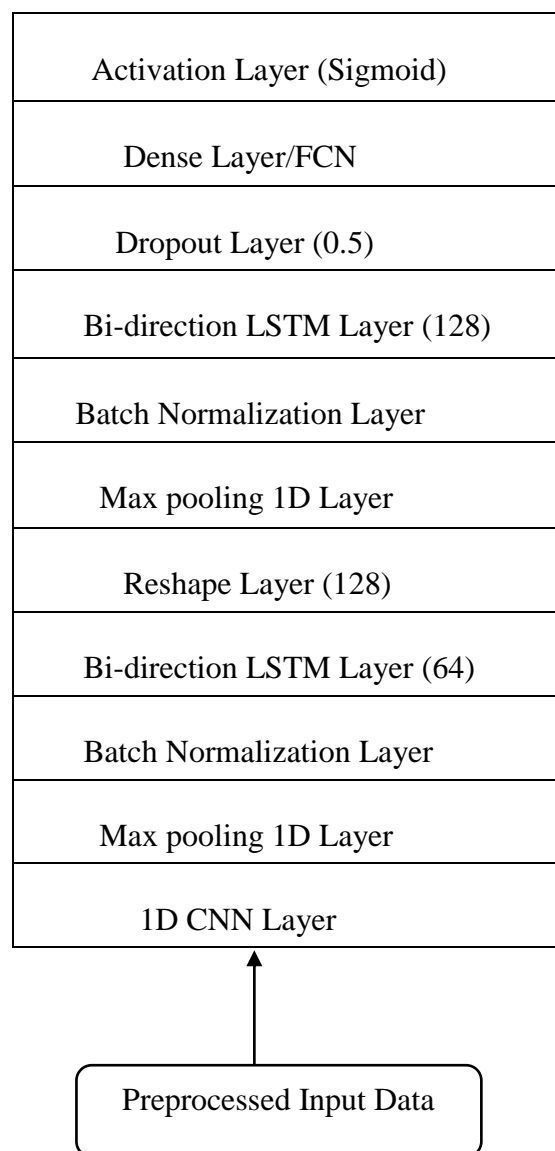 Activation Layer (Sigmoid)
Dense Layer/FCN
Dropout Layer (0.5)
Bi-direction LSTM Layer (128)
Batch Normalization Layer
Max pooling 1D Layer
Reshape Layer (128)
Bi-direction LSTM Layer (64)
Batch Normalization Layer
Max pooling 1D Layer
1D CNN Layer
Preprocessed Input Data